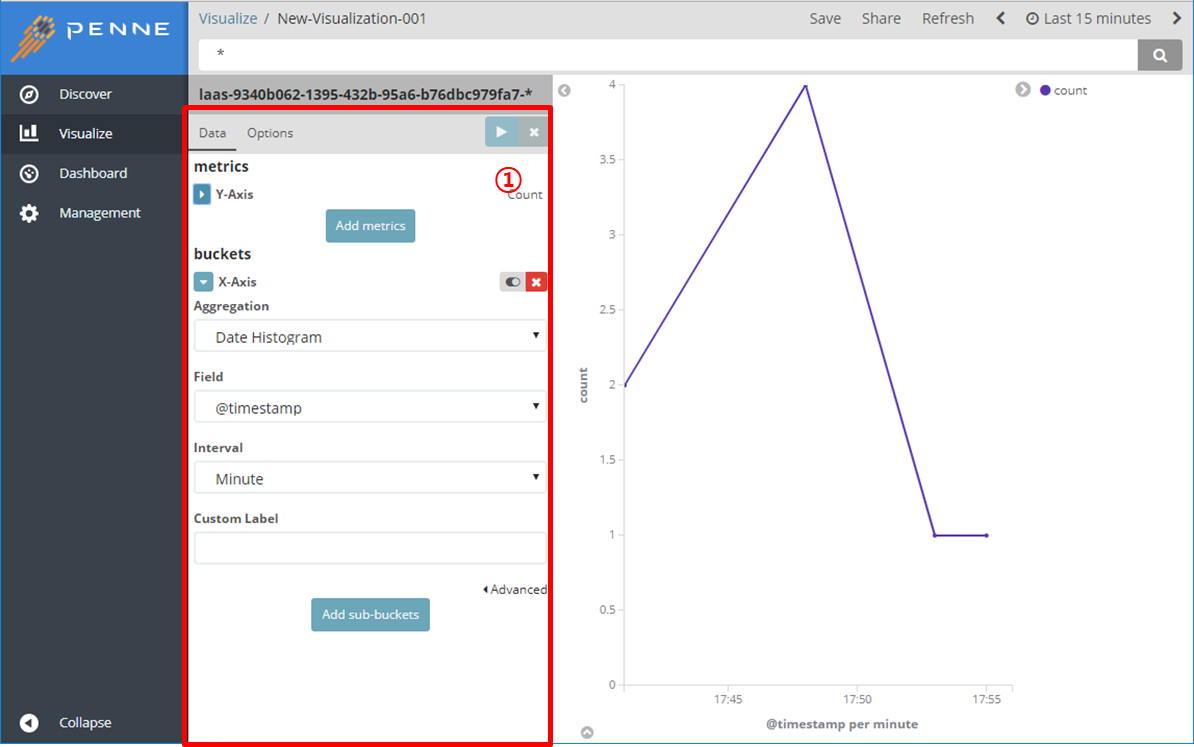 PENNE
Visualize / New-Visualization-001
Save Share Refresh Last 15 minutes
*
Discover
Visualize
Dashboard
Management
Collapse
laas-9340b062-1395-432b-95a6-b76dbc979fa7-*
Data Options
metrics
①
Y-Axis Count
Add metrics
buckets
X-Axis
Aggregation
Date Histogram
Field
@timestamp
Interval
Minute
Custom Label
Advanced
Add sub-buckets
count
4
3.5
3
2.5
2
1.5
1
0.5
0
count
17:45 17:50 17:55
@timestamp per minute